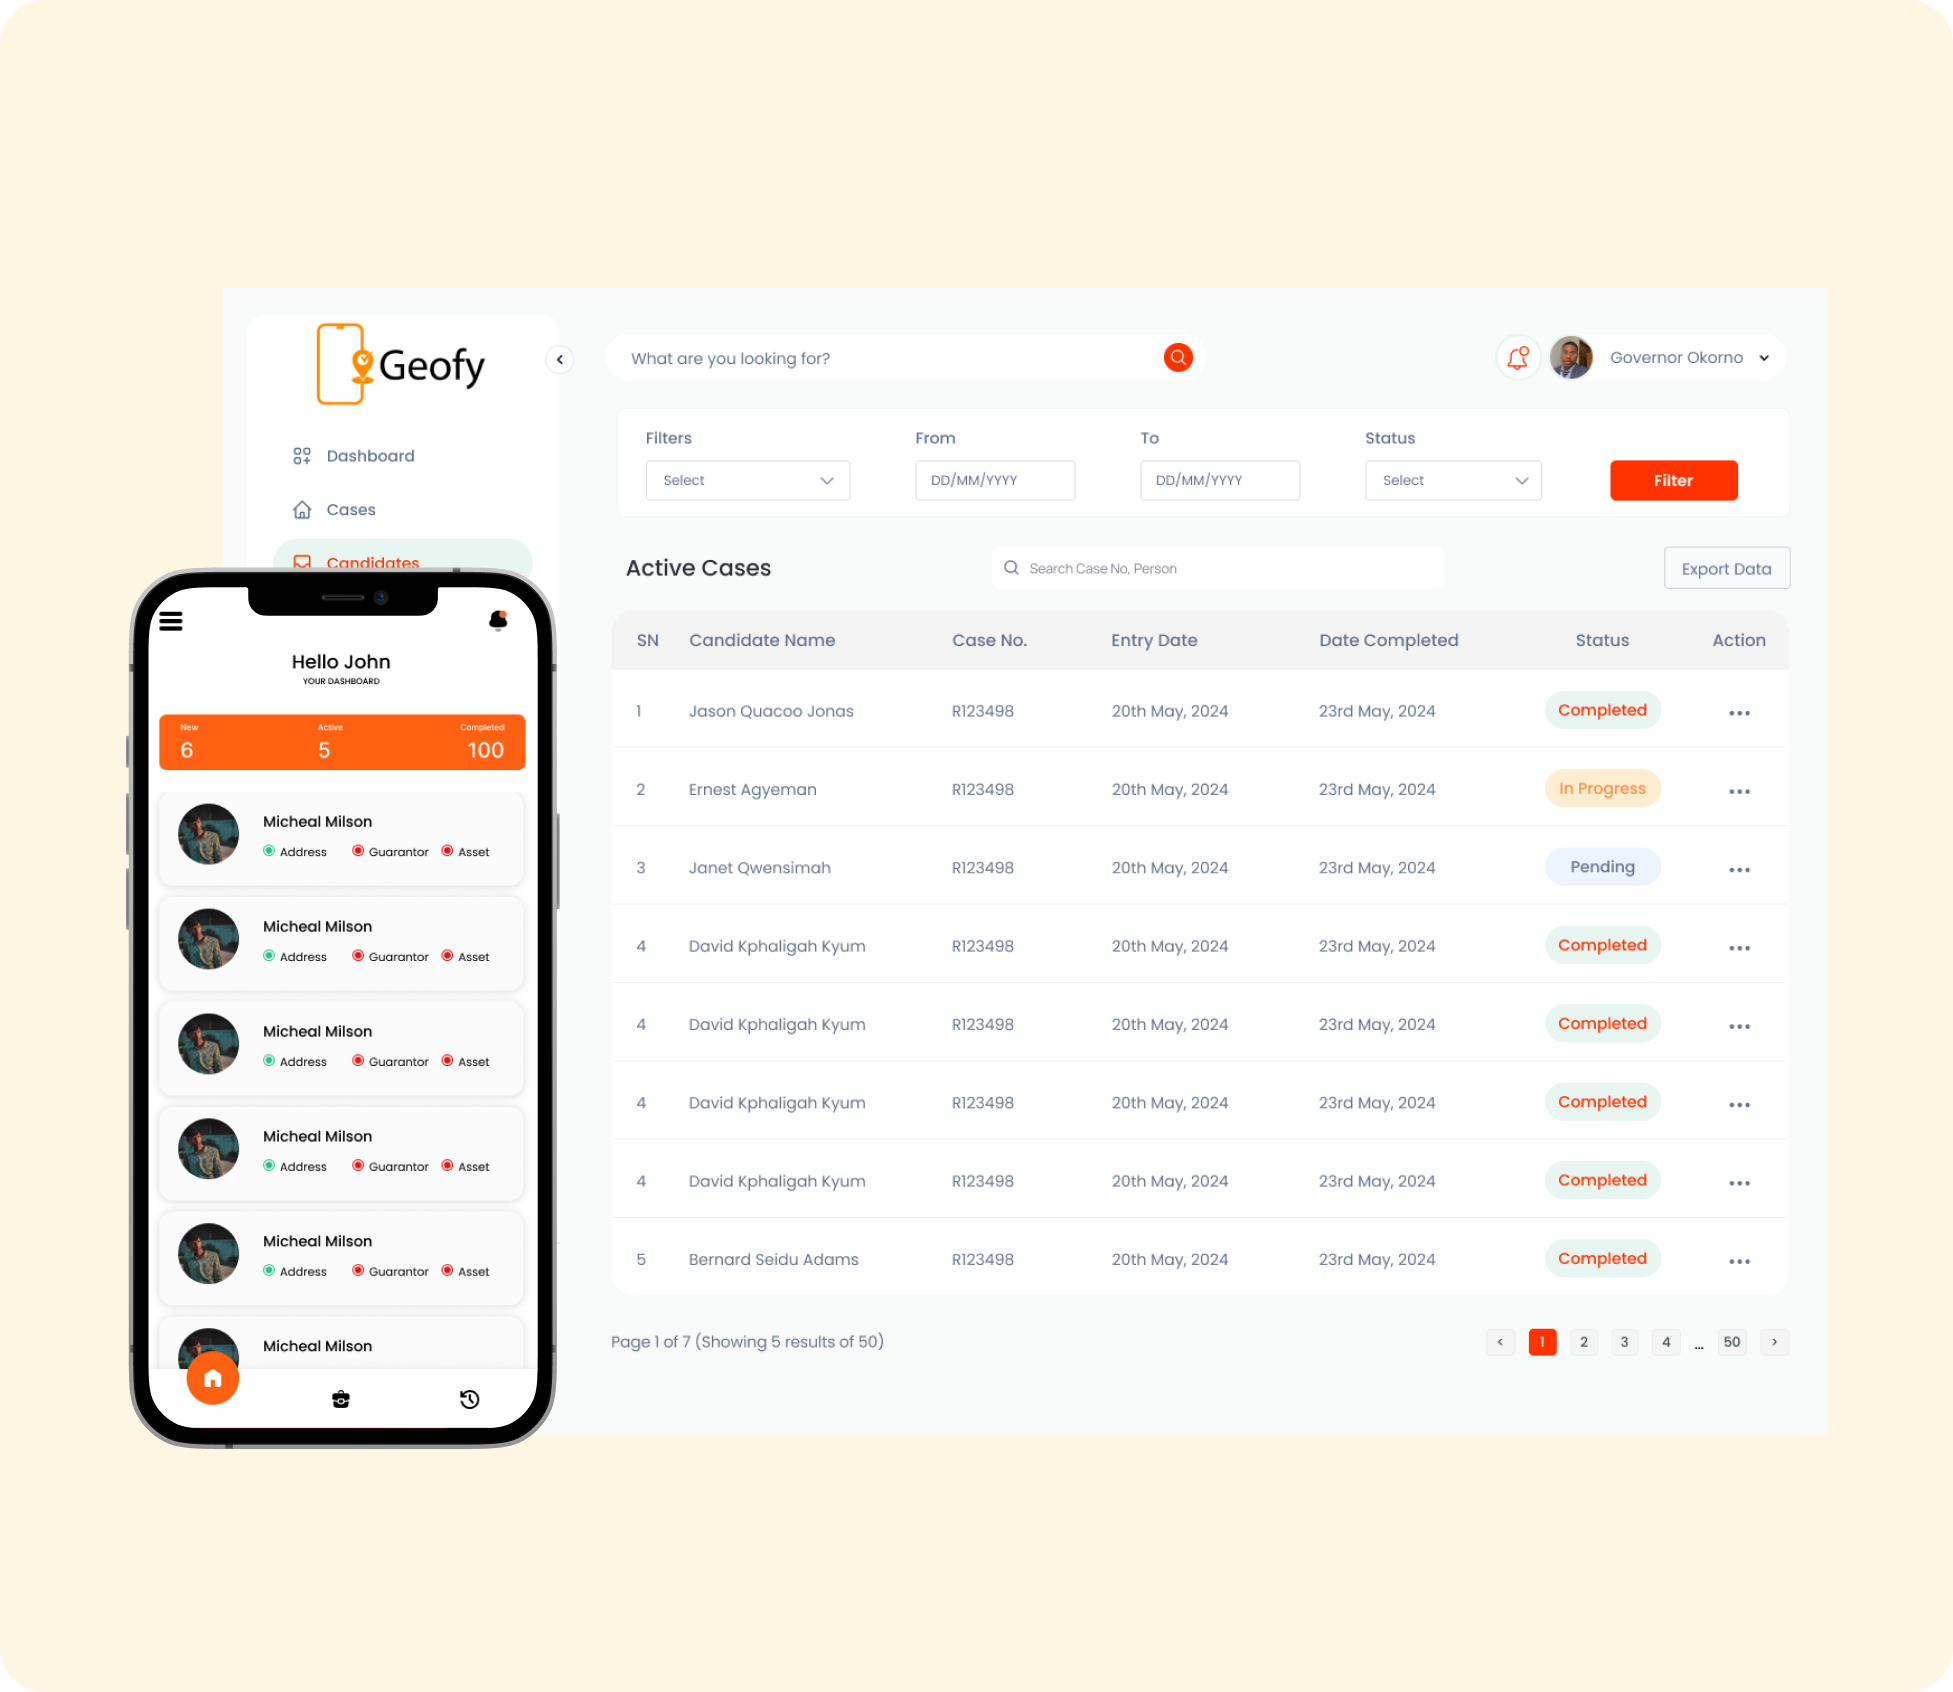 Geofy
Dashboard
Cases
Candidates
What are you looking for?
Governor Okorno
Filters From To Status
Select DD/MM/YYYY DD/MM/YYYY Select Filter
Active Cases Search Case No, Person Export Data
SN Candidate Name Case No. Entry Date Date Completed Status Action
1 Jason Quacoo Jonas R123498 20th May, 2024 23rd May, 2024 Completed
2 Ernest Agyeman R123498 20th May, 2024 23rd May, 2024 In Progress
3 Janet Qwensimah R123498 20th May, 2024 23rd May, 2024 Pending
4 David Kphaligah Kyum R123498 20th May, 2024 23rd May, 2024 Completed
4 David Kphaligah Kyum R123498 20th May, 2024 23rd May, 2024 Completed
4 David Kphaligah Kyum R123498 20th May, 2024 23rd May, 2024 Completed
4 David Kphaligah Kyum R123498 20th May, 2024 23rd May, 2024 Completed
5 Bernard Seidu Adams R123498 20th May, 2024 23rd May, 2024 Completed
Page 1 of 7 (Showing 5 results of 50) < 1 2 3 4 ... 50 >
Hello John
YOUR DASHBOARD
New Active Completed
6 5 100
Micheal Milson
Address Guarantor Asset
Micheal Milson
Address Guarantor Asset
Micheal Milson
Address Guarantor Asset
Micheal Milson
Address Guarantor Asset
Micheal Milson
Address Guarantor Asset
Micheal Milson